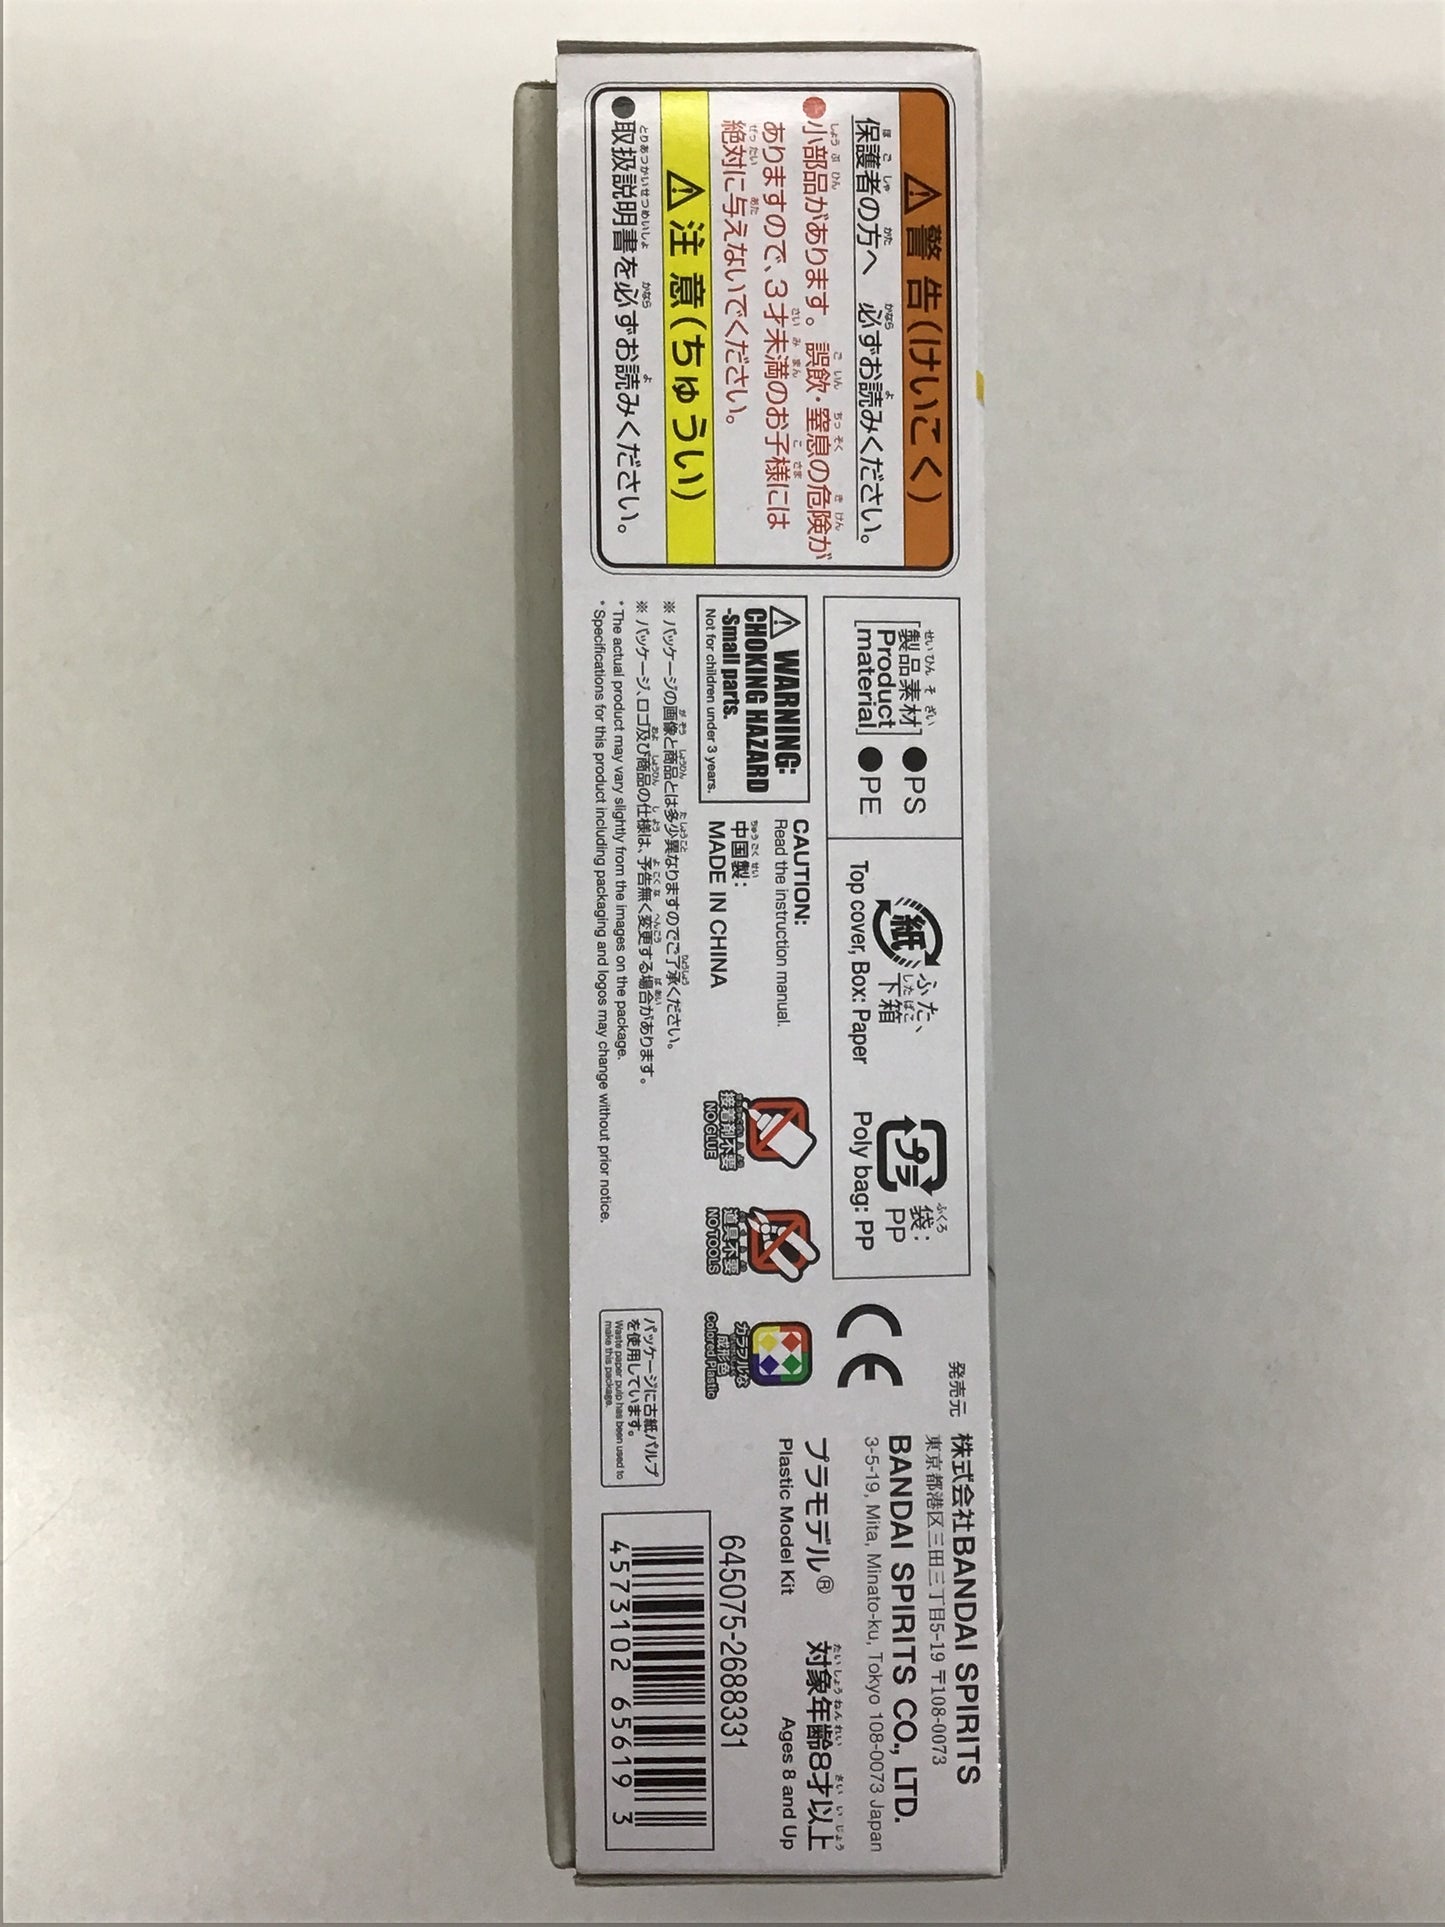 ⚠警告(けいこく)
保護者の方へ 必ずお読みください。
●小部品があります。誤飲・窒息の危険が
ありますので、3才未満のお子様には
絶対に与えないでください。
⚠注意(ちゅうい)
●取扱説明書を必ずお読みください。
[製品素材
Product
material]
●PS
●PE
紙
ふた、
下箱
Top cover, Box: Paper
プラ
袋:
PP
Poly bag: PP
⚠ WARNING:
CHOKING HAZARD
-Small parts.
Not for children under 3 years.
CAUTION:
Read the instruction manual.
中国製:
MADE IN CHINA
※パッケージの画像と商品とは多少異なりますのでご了承ください。
※パッケージ、ロゴ及び商品の仕様は、予告無く変更する場合があります。
* The actual product may vary slightly from the images on the package.
* Specifications for this product including packaging and logos may change without prior notice.
接着剤不要
NO GLUE
道具不要
NO TOOLS
カラフルな
成形色
Colored Plastic
パッケージに古紙パルプ
を使用しています。
Waste paper pulp has been used to
make this package.
CE
発売元 株式会社BANDAI SPIRITS
東京都港区三田三丁目5-19 〒108-0073
BANDAI SPIRITS CO., LTD.
3-5-19, Mita, Minato-ku, Tokyo 108-0073 Japan
プラモデル® 対象年齢8才以上
Plastic Model Kit Ages 8 and Up
645075-2688331
4573102 65619 3